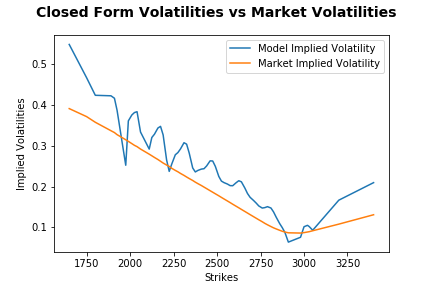 Closed Form Volatilities vs Market Volatilities
Model Implied Volatility
Market Implied Volatility
Implied Volatilities
0.5
0.4
0.3
0.2
0.1
1750
2000
2250
2500
2750
3000
3250
Strikes